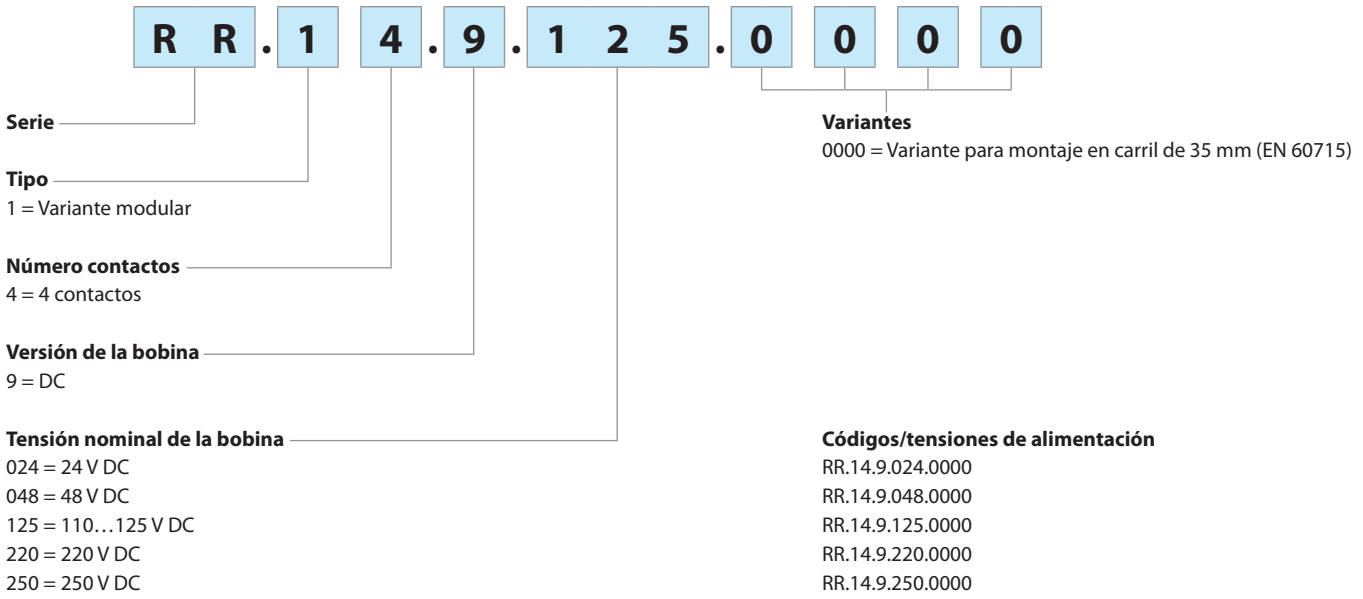 R R . 1 4 . 9 . 1 2 5 . 0 0 0 0
Serie
Tipo
1 = Variante modular
Número contactos
4 = 4 contactos
Versión de la bobina
9 = DC
Tensión nominal de la bobina
024 = 24 V DC
048 = 48 V DC
125 = 110…125 V DC
220 = 220 V DC
250 = 250 V DC
Variantes
0000 = Variante para montaje en carril de 35 mm (EN 60715)
Códigos/tensiones de alimentación
RR.14.9.024.0000
RR.14.9.048.0000
RR.14.9.125.0000
RR.14.9.220.0000
RR.14.9.250.0000